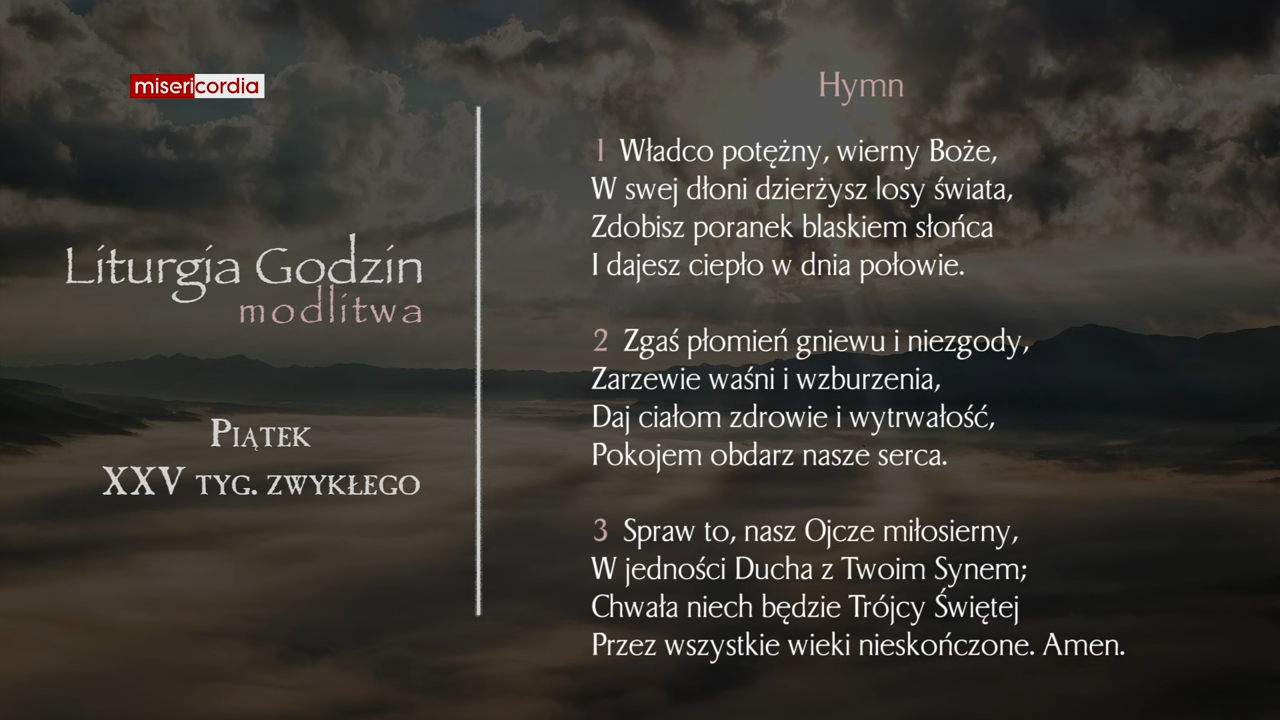 misericordia
Liturgia Godzin
modlitwa
Piątek
XXV tyg. zwykłego
Hymn
1 Władco potężny, wierny Boże,
W swej dłoni dzierżysz losy świata,
Zdobisz poranek blaskiem słońca
I dajesz ciepło w dnia połowie.
2 Zgaś płomień gniewu i niezgody,
Zarzewie waśni i wzburzenia,
Daj ciałom zdrowie i wytrwałość,
Pokojem obdarz nasze serca.
3 Spraw to, nasz Ojcze miłosierny,
W jedności Ducha z Twoim Synem;
Chwała niech będzie Trójcy Świętej
Przez wszystkie wieki nieskończone. Amen.